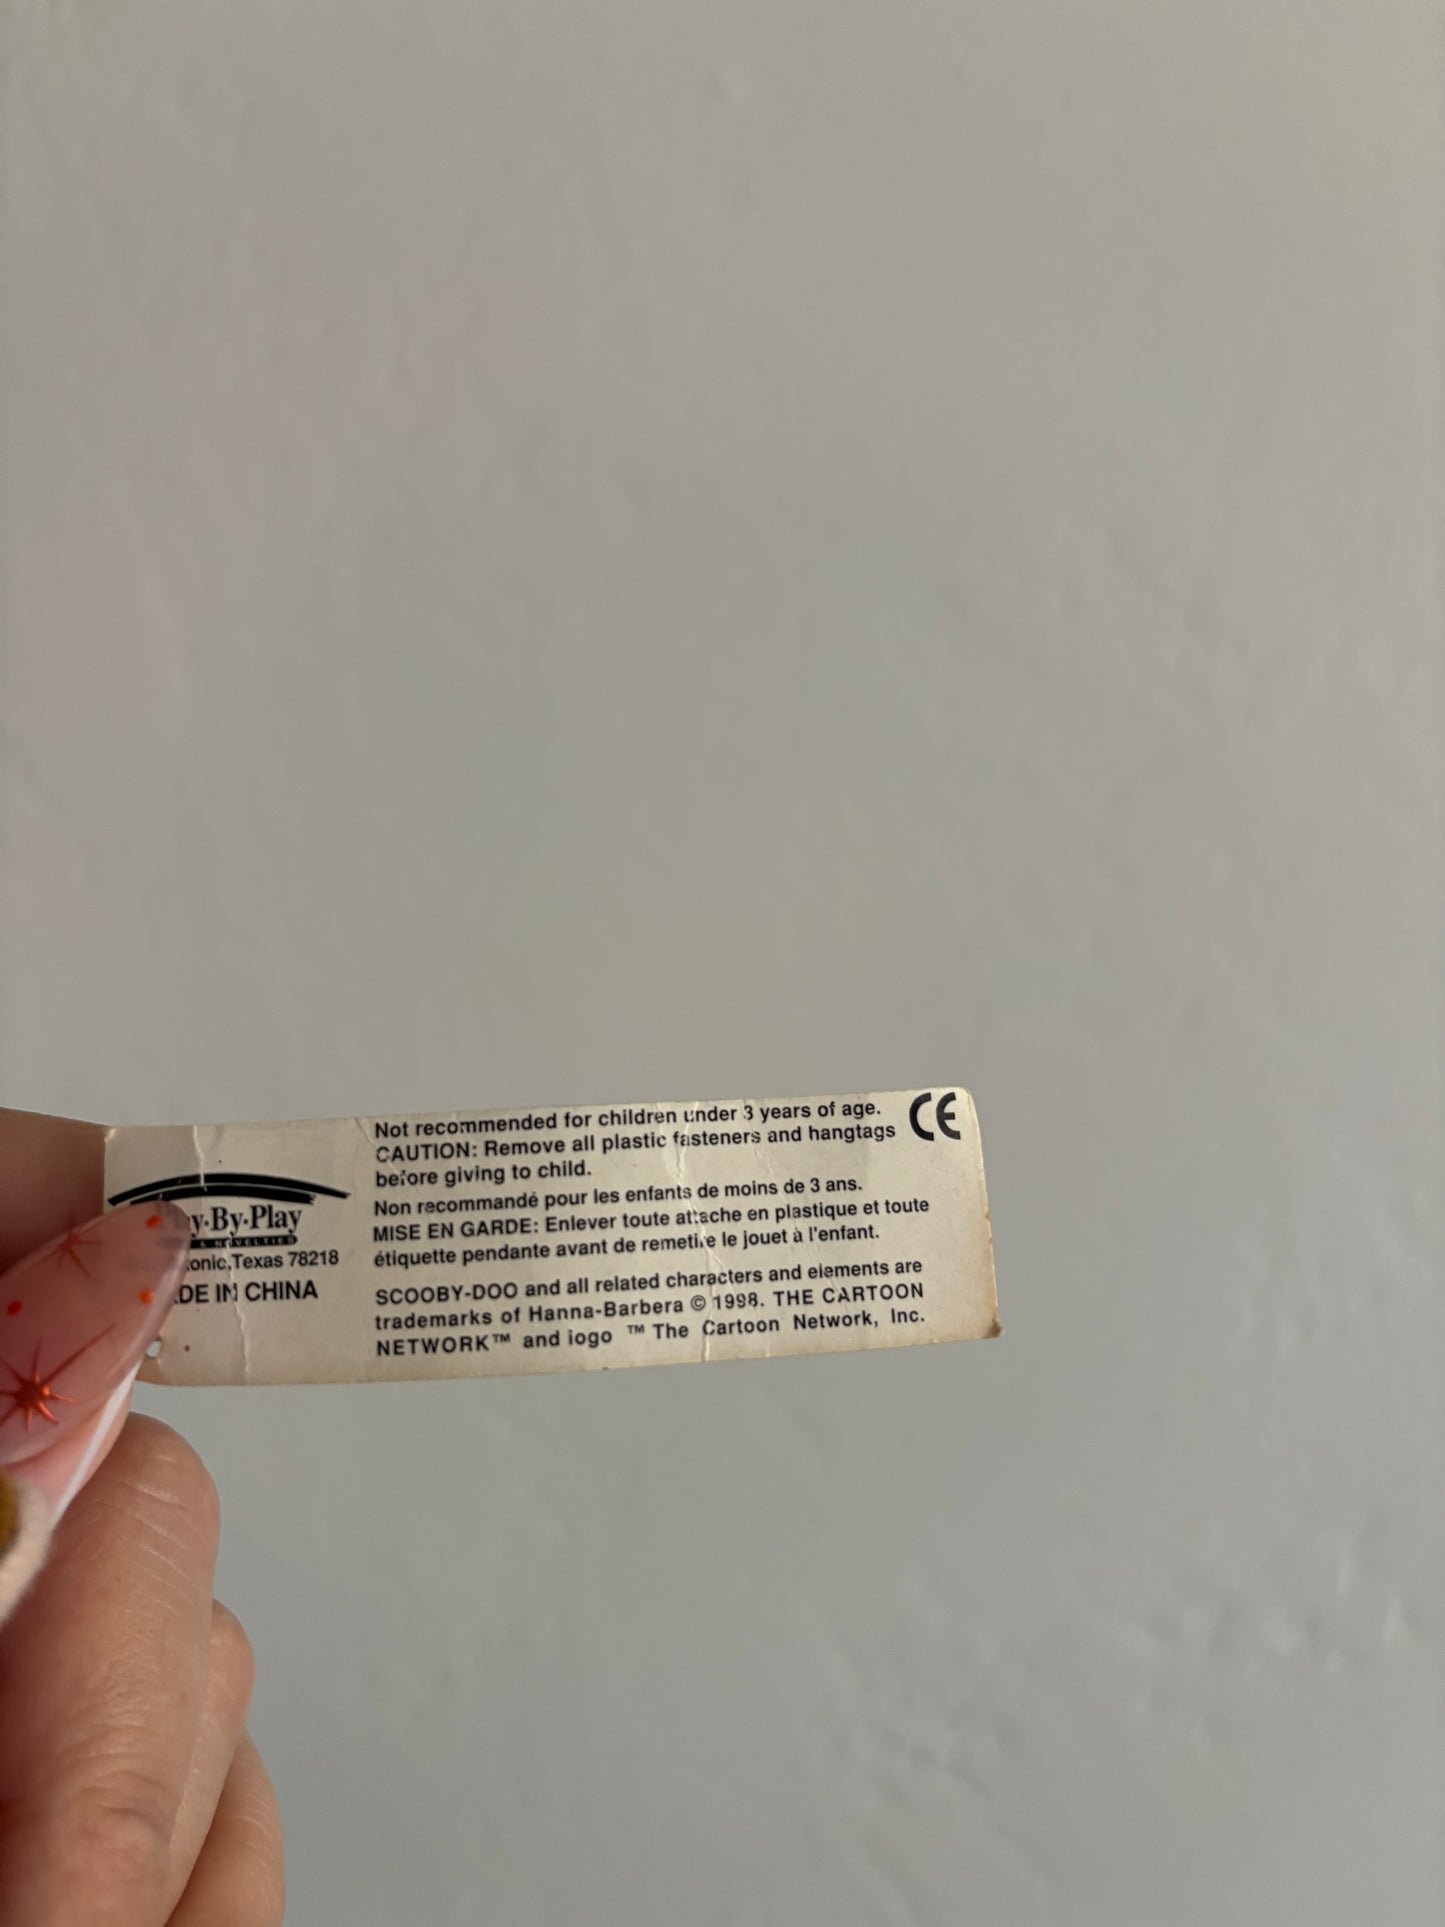 By·Play
& NOVELTIES
Texas 78218
IN CHINA
Not recommended for children under 3 years of age.
CAUTION: Remove all plastic fasteners and hangtags
before giving to child.
CE
Non recommandé pour les enfants de moins de 3 ans.
MISE EN GARDE: Enlever toute attache en plastique et toute
étiquette pendante avant de remettre le jouet à l'enfant.
SCOOBY-DOO and all related characters and elements are
trademarks of Hanna-Barbera © 1998. THE CARTOON
NETWORK™ and logo ™ The Cartoon Network, Inc.